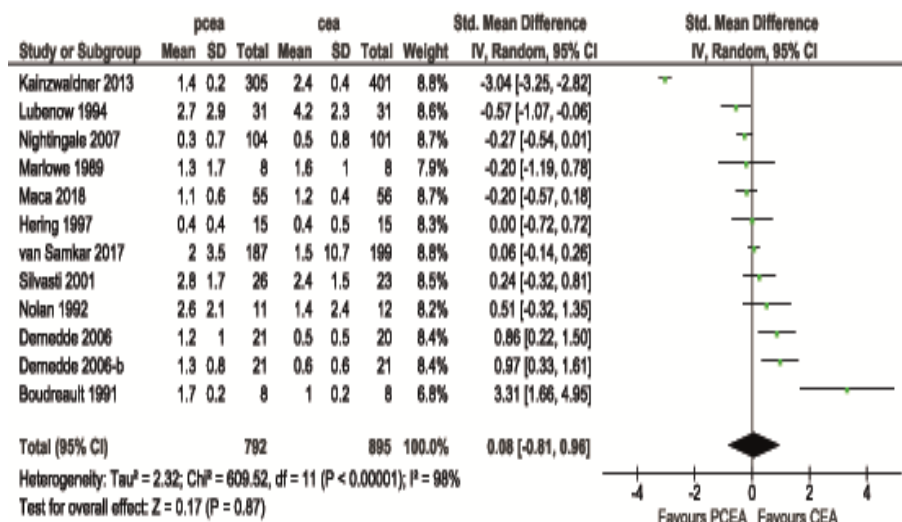 pcea cea Std. Mean Difference Std. Mean Difference
Study or Subgroup Mean SD Total Mean SD Total Weight IV, Random, 95% CI IV, Random, 95% CI
Kainzwaldner 2013 1.4 0.2 305 2.4 0.4 401 8.8% -3.04 [-3.25, -2.82]
Lubenow 1994 2.7 2.9 31 4.2 2.3 31 8.6% -0.57 [-1.07, -0.06]
Nightingale 2007 0.3 0.7 104 0.5 0.8 101 8.8% -0.27 [-0.54, 0.01]
Marlowe 1989 1.3 1.7 8 1.6 1 8 7.9% -0.20 [-1.19, 0.78]
Maca 2018 1.1 0.6 55 1.2 0.4 56 8.7% -0.20 [-0.57, 0.18]
Hering 1997 0.4 0.4 15 0.4 0.5 15 8.4% 0.00 [-0.72, 0.72]
van Samkar 2017 2 3.5 187 1.5 10.7 199 8.8% 0.06 [-0.14, 0.26]
Silvasti 2001 2.8 1.7 26 2.4 1.5 23 8.6% 0.24 [-0.32, 0.81]
Nolan 1992 2.6 2.1 11 1.4 2.4 12 8.2% 0.51 [-0.32, 1.35]
Dernedde 2006 1.2 1 21 0.5 0.5 20 8.4% 0.86 [0.22, 1.50]
Dernedde 2006-b 1.3 0.8 21 0.6 0.6 21 8.4% 0.97 [0.33, 1.61]
Boudreault 1991 1.7 0.2 8 1 0.2 8 6.8% 3.31 [1.66, 4.95]
Total (95% CI) 792 895 100.0% 0.08 [-0.81, 0.96]
Heterogeneity: Tau² = 2.32; Chi² = 609.52, df = 11 (P < 0.00001); I² = 98%
Test for overall effect: Z = 0.17 (P = 0.87)
-4 -2 0 2 4
Favours PCEA Favours CEA